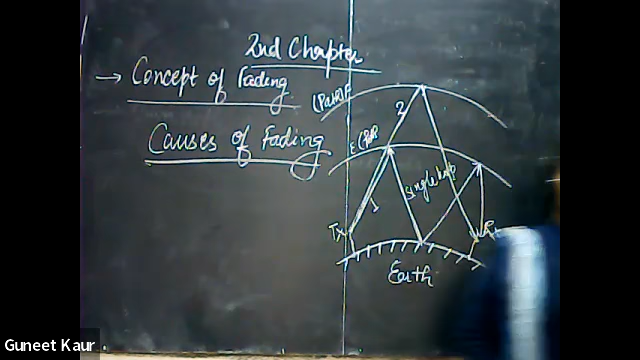 2nd Chapter
→ Concept of Fading
Causes of Fading
2
1
single hop
Tx
Earth
Guneet Kaur